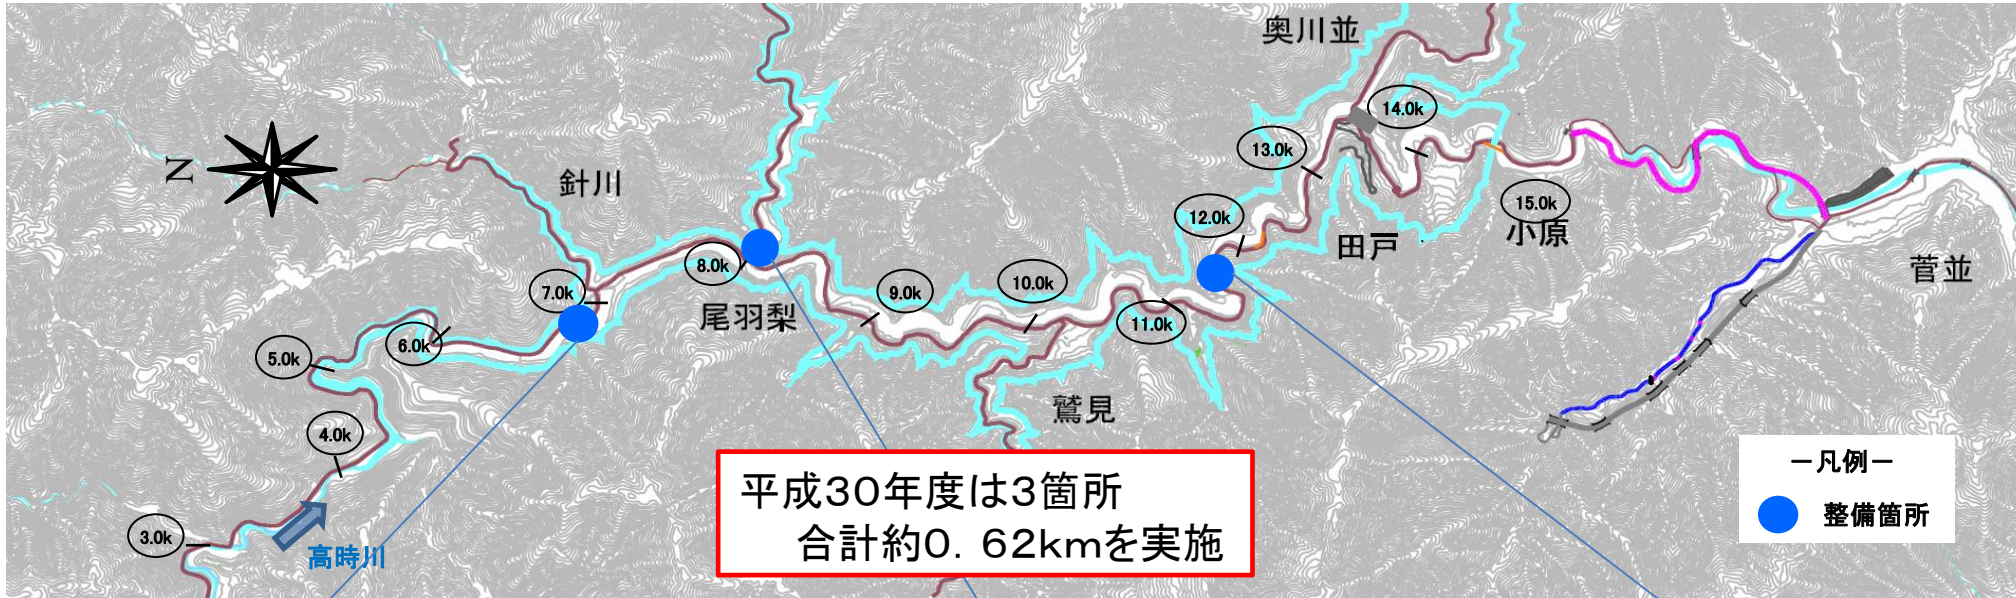 奥川並
14.0k
13.0k
N
針川
12.0k
15.0k
小原
田戸
8.0k
菅並
7.0k
9.0k
10.0k
尾羽梨
11.0k
6.0k
5.0k
鷲見
4.0k
3.0k
高時川
平成30年度は3箇所
合計約0．62kmを実施
－凡例－
整備箇所